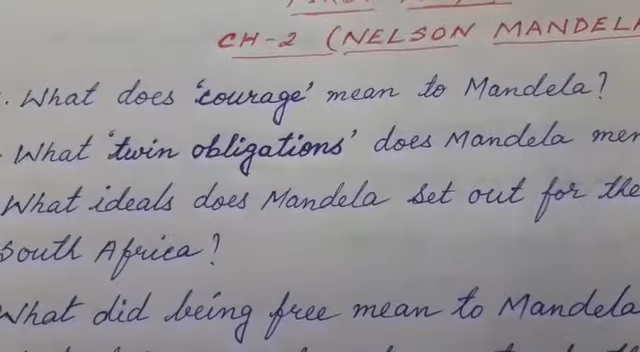 CH-2 (NELSON MANDELA
. What does 'courage' mean to Mandela?
What 'twin obligations' does Mandela men
What ideals does Mandela set out for the
South Africa?
What did being free mean to Mandela